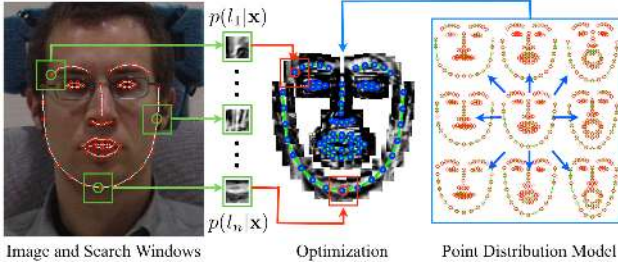 p(l₁|x)
p(lₙ|x)
Image and Search Windows
Optimization
Point Distribution Model